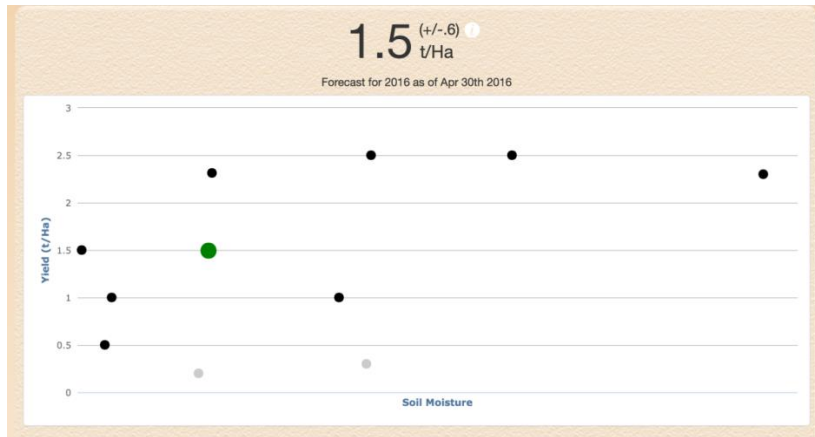 1.5 (+/-.6) i
t/Ha
Forecast for 2016 as of Apr 30th 2016
3
2.5
2
1.5
1
0.5
0
Yield (t/Ha)
Soil Moisture